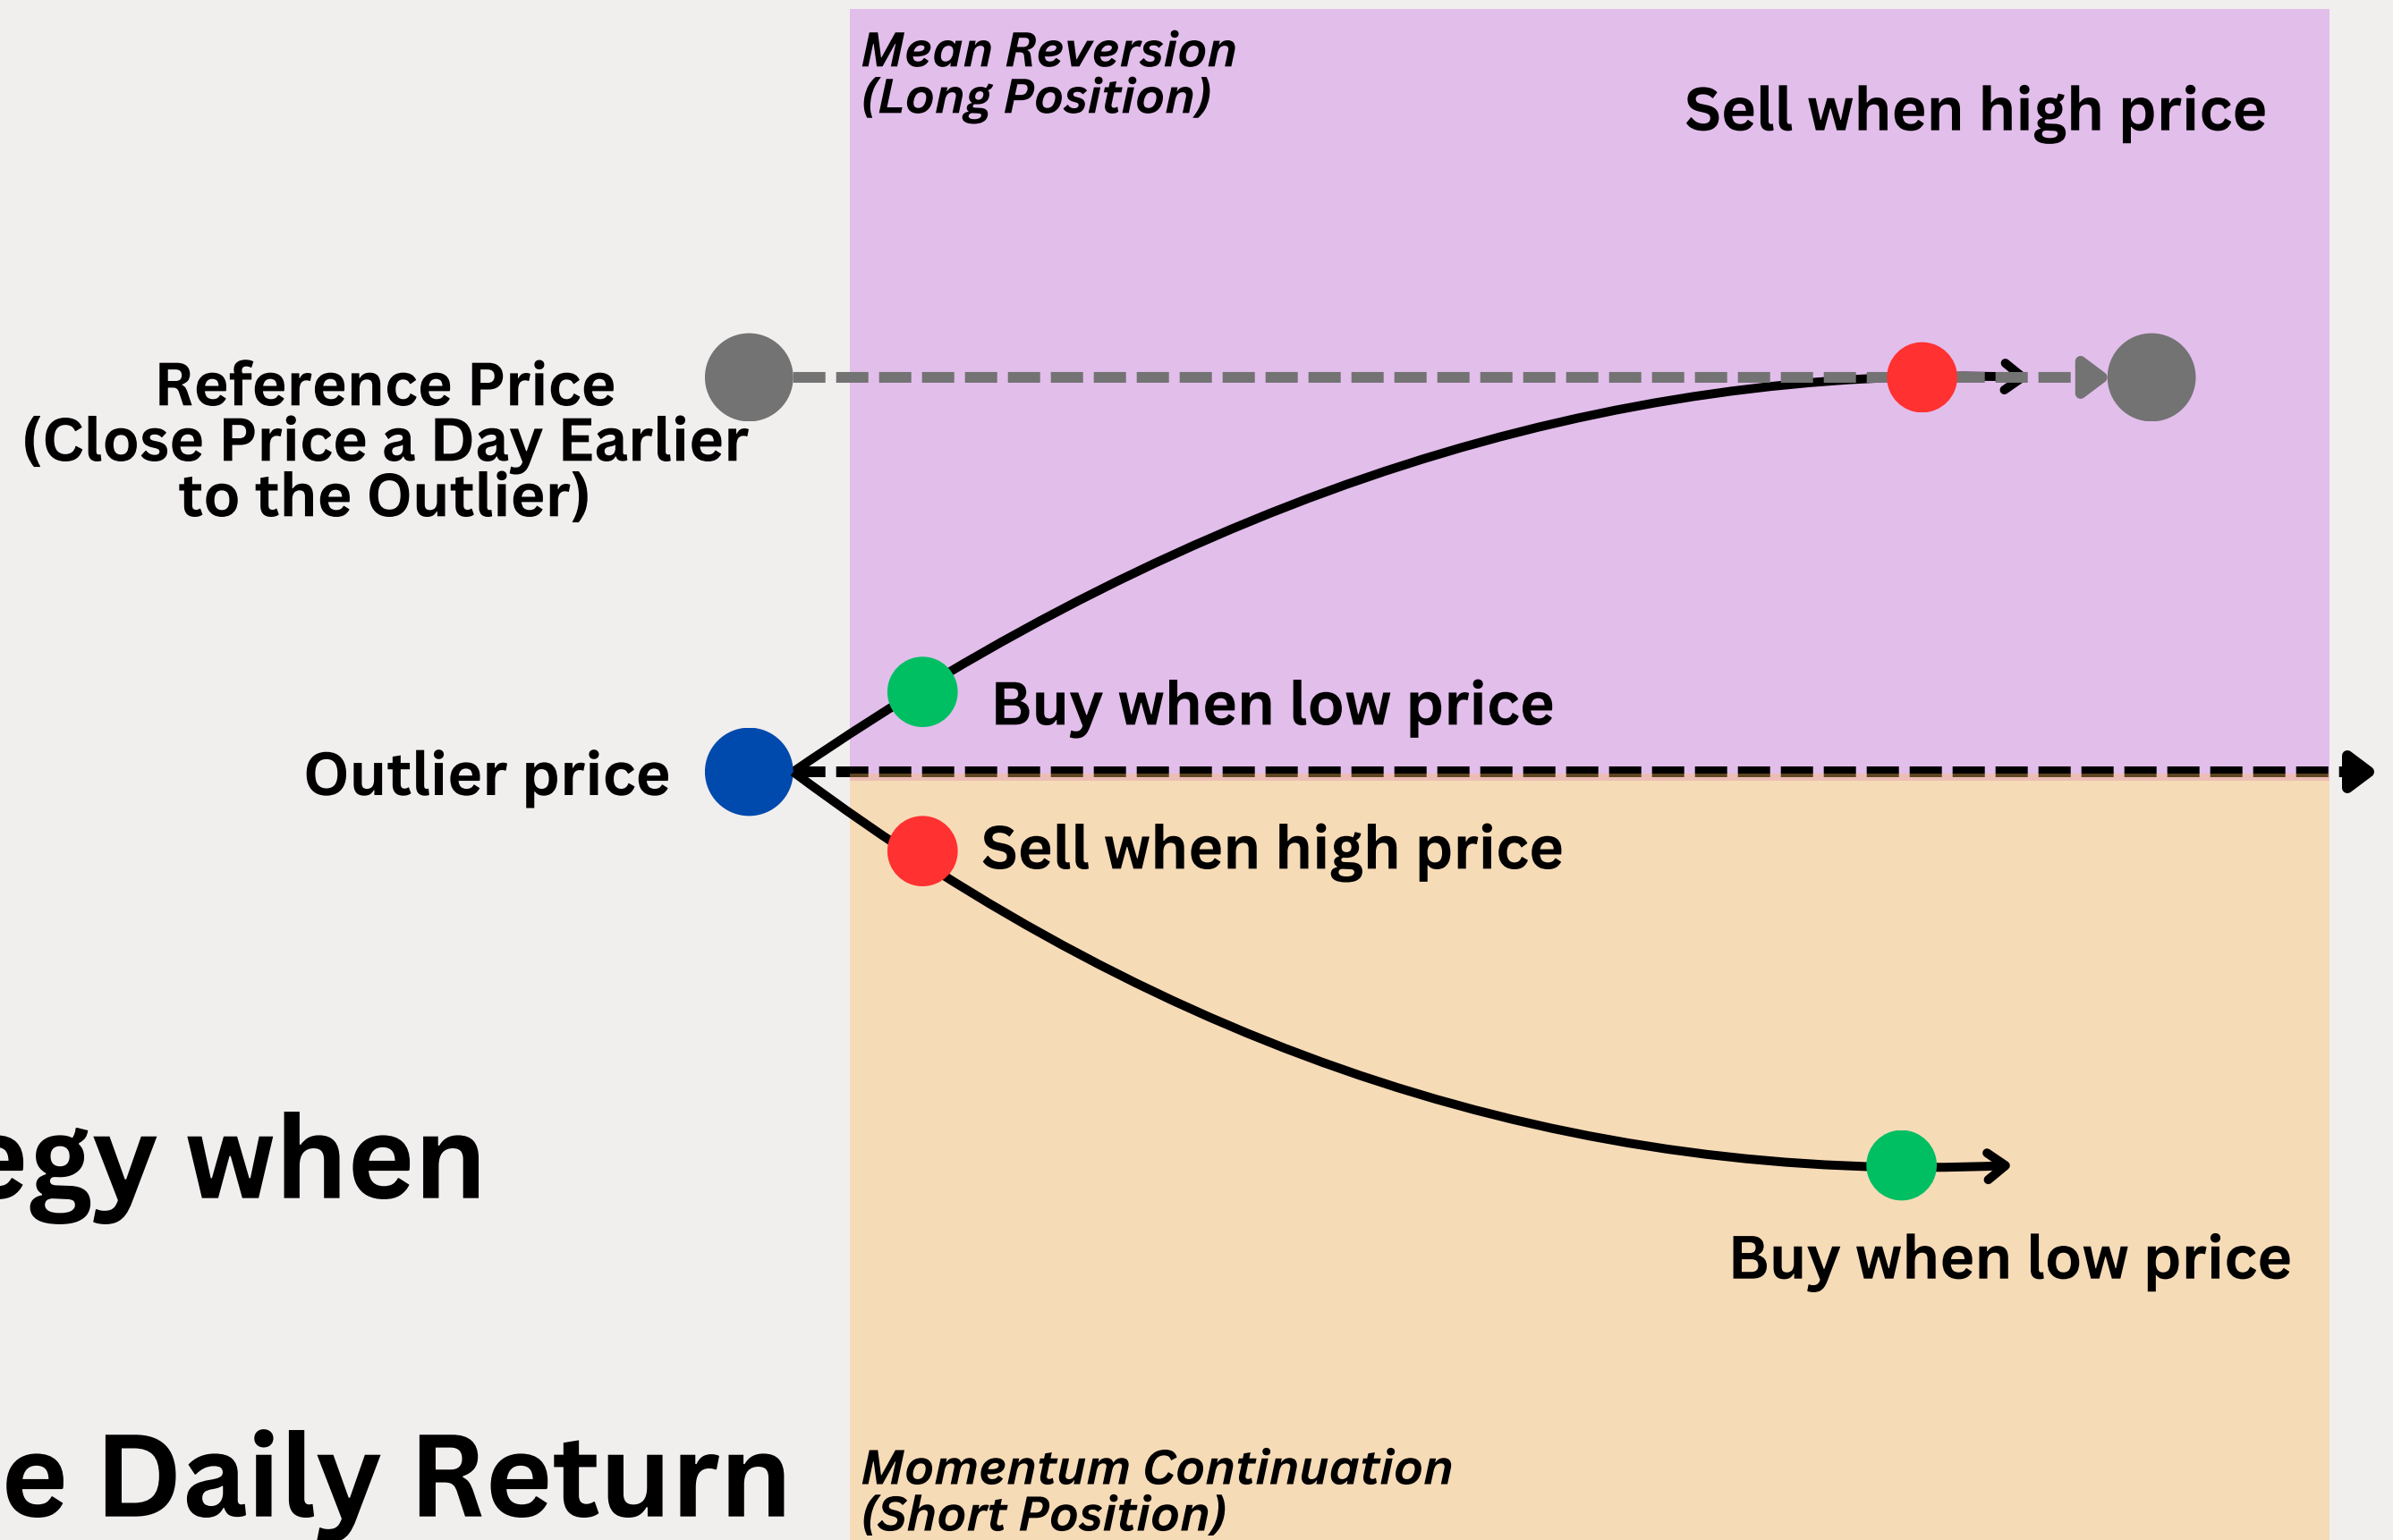 Mean Reversion
(Long Position)
Sell when high price
Reference Price
(Close Price a Day Earlier
to the Outlier)
Buy when low price
Outlier price
Sell when high price
egy when
Buy when low price
e Daily Return
Momentum Continuation
(Short Position)